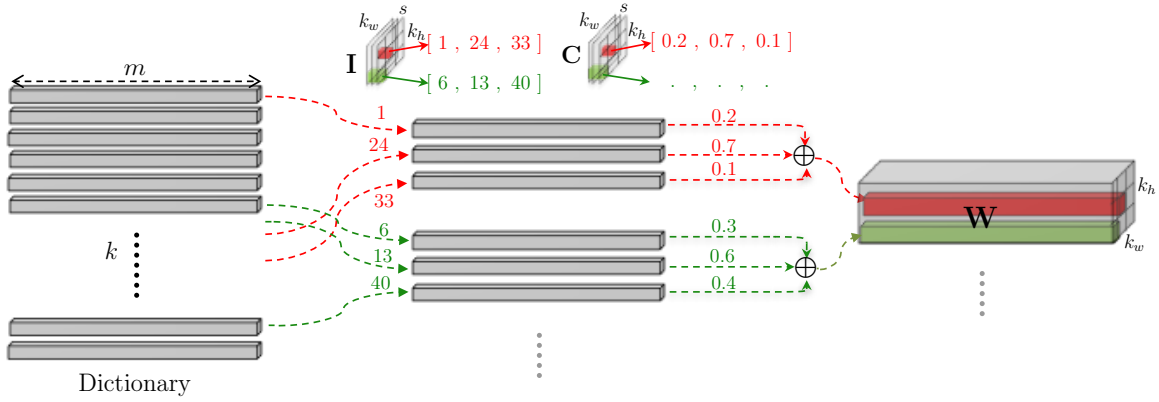 s
s
k_w
k_w
k_h
k_h
[ 1 , 24 , 33 ]
[ 0.2 , 0.7 , 0.1 ]
I
C
m
[ 6 , 13 , 40 ]
. , . , .
1
0.2
24
0.7
0.1
33
k_h
W
6
0.3
k_w
k
13
0.6
40
0.4
Dictionary